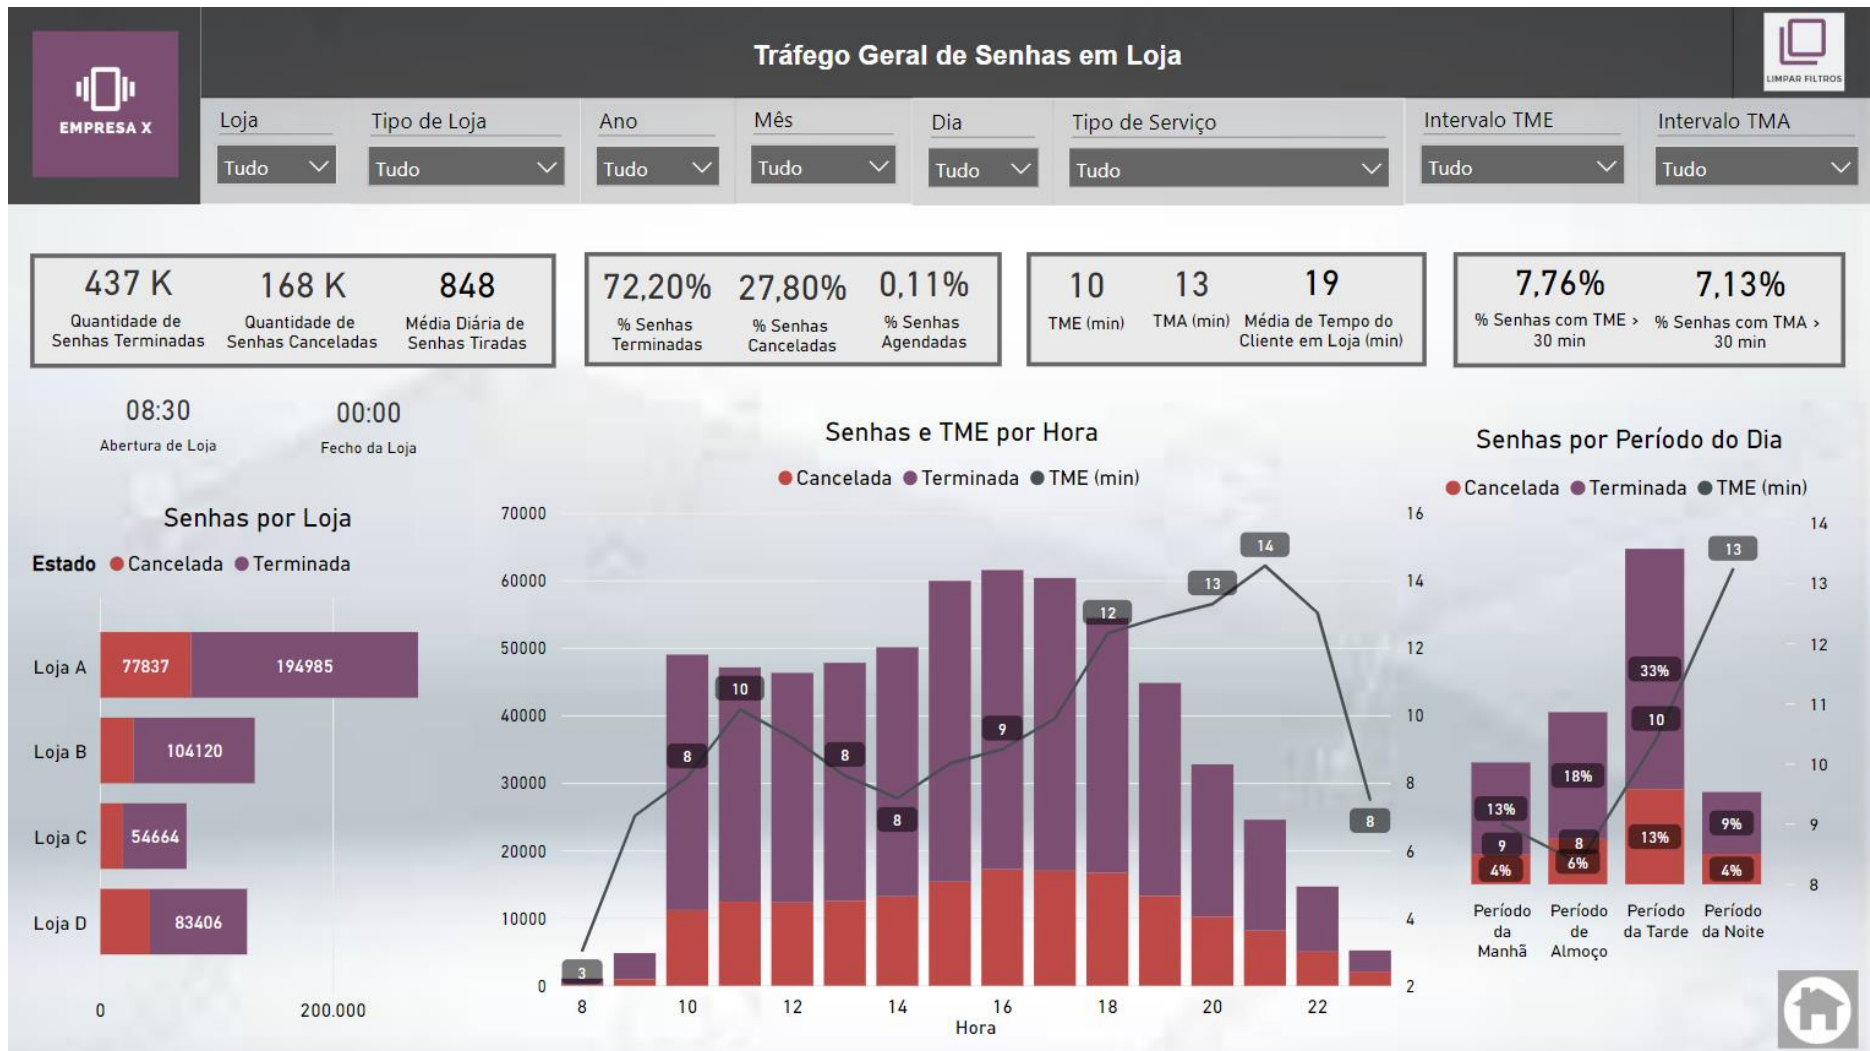 Tráfego Geral de Senhas em Loja
LIMPAR FILTROS
EMPRESA X
Loja
Tudo
Tipo de Loja
Tudo
Ano
Tudo
Mês
Tudo
Dia
Tudo
Tipo de Serviço
Tudo
Intervalo TME
Tudo
Intervalo TMA
Tudo
437 K
Quantidade de
Senhas Terminadas
168 K
Quantidade de
Senhas Canceladas
848
Média Diária de
Senhas Tiradas
72,20%
% Senhas
Terminadas
27,80%
% Senhas
Canceladas
0,11%
% Senhas
Agendadas
10
TME (min)
13
TMA (min)
19
Média de Tempo do
Cliente em Loja (min)
7,76%
% Senhas com TME >
30 min
7,13%
% Senhas com TMA >
30 min
08:30
Abertura de Loja
00:00
Fecho da Loja
Senhas por Loja
Estado Cancelada Terminada
Loja A 77837 194985
Loja B 104120
Loja C 54664
Loja D 83406
0 200.000
Senhas e TME por Hora
Cancelada Terminada TME (min)
70000
60000
50000
40000
30000
20000
10000
0
16
14
12
10
8
6
4
2
3
8
10
8
8
9
12
13
14
8
8 10 12 14 16 18 20 22
Hora
Senhas por Período do Dia
Cancelada Terminada TME (min)
14
13
12
11
10
9
8
13%
9
4%
18%
8
6%
33%
10
13%
13
9%
4%
Período
da
Manhã
Período
de
Almoço
Período
da Tarde
Período
da Noite